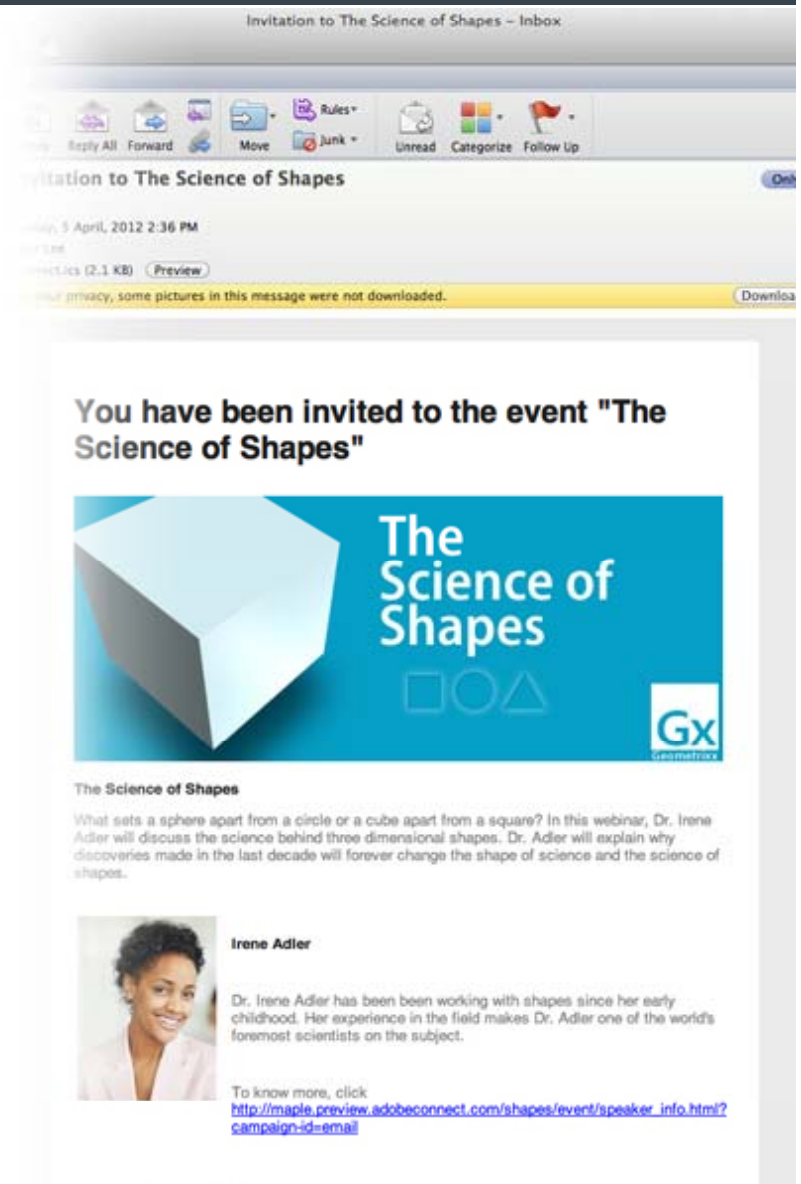 Invitation to The Science of Shapes – Inbox
Rules
Reply All Forward Move Junk Unread Categorize Follow Up
Invitation to The Science of Shapes
5 April, 2012 2:36 PM
Lee
(2.1 KB) Preview
privacy, some pictures in this message were not downloaded.
You have been invited to the event "The
Science of Shapes"
The
Science of
Shapes
Gx
Geometrixx
The Science of Shapes
What sets a sphere apart from a circle or a cube apart from a square? In this webinar, Dr. Irene
Adler will discuss the science behind three dimensional shapes. Dr. Adler will explain why
discoveries made in the last decade will forever change the shape of science and the science of
shapes.
Irene Adler
Dr. Irene Adler has been been working with shapes since her early
childhood. Her experience in the field makes Dr. Adler one of the world's
foremost scientists on the subject.
To know more, click
http://maple.preview.adobeconnect.com/shapes/event/speaker_info.html?
campaign-id=email